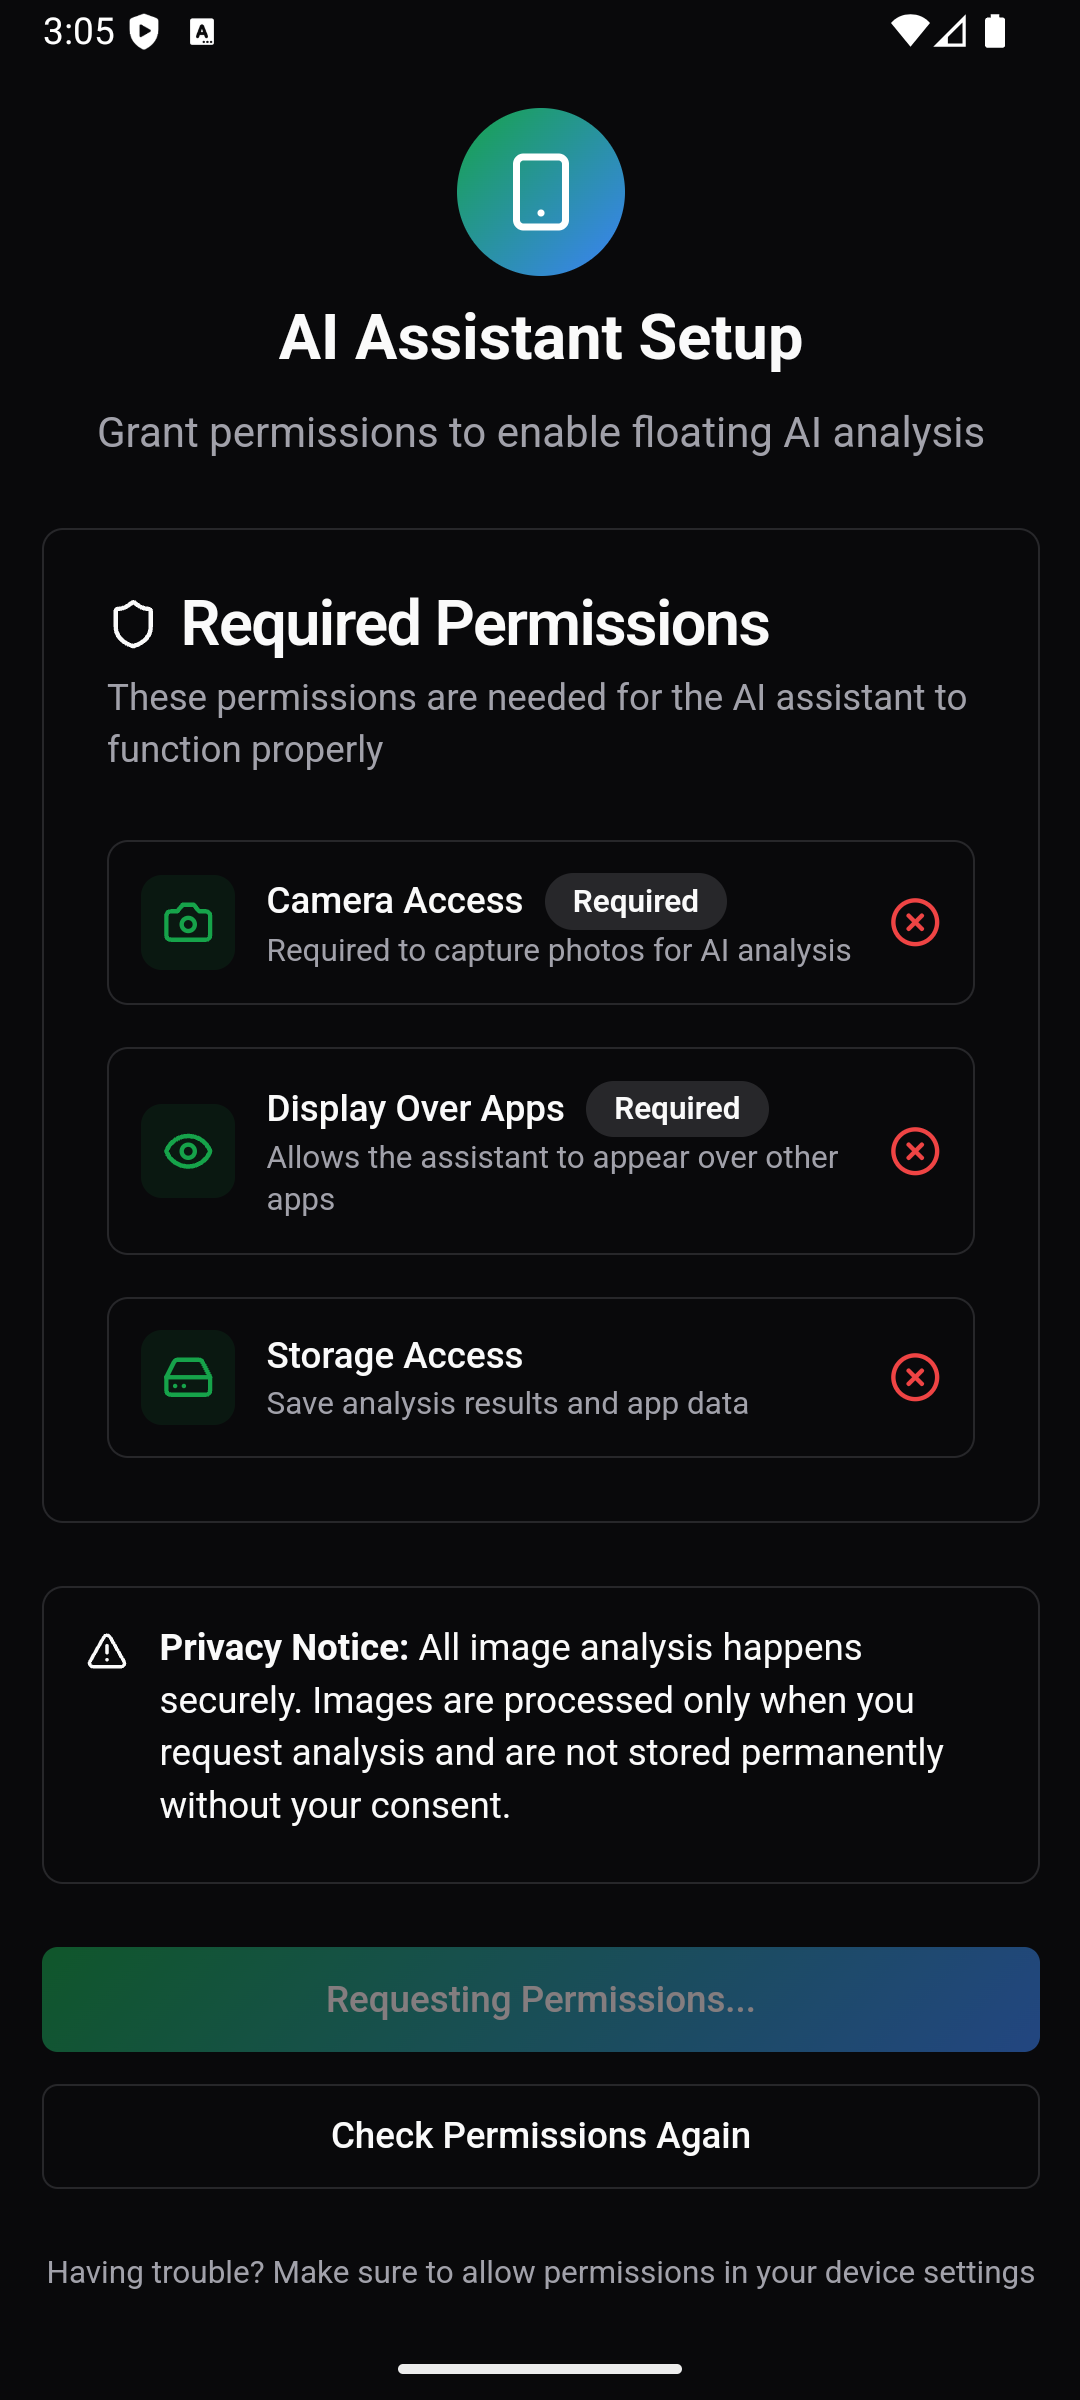 3:05
AI Assistant Setup
Grant permissions to enable floating AI analysis
Required Permissions
These permissions are needed for the AI assistant to
function properly
Camera Access Required
Required to capture photos for AI analysis
Display Over Apps Required
Allows the assistant to appear over other
apps
Storage Access
Save analysis results and app data
Privacy Notice: All image analysis happens
securely. Images are processed only when you
request analysis and are not stored permanently
without your consent.
Requesting Permissions...
Check Permissions Again
Having trouble? Make sure to allow permissions in your device settings